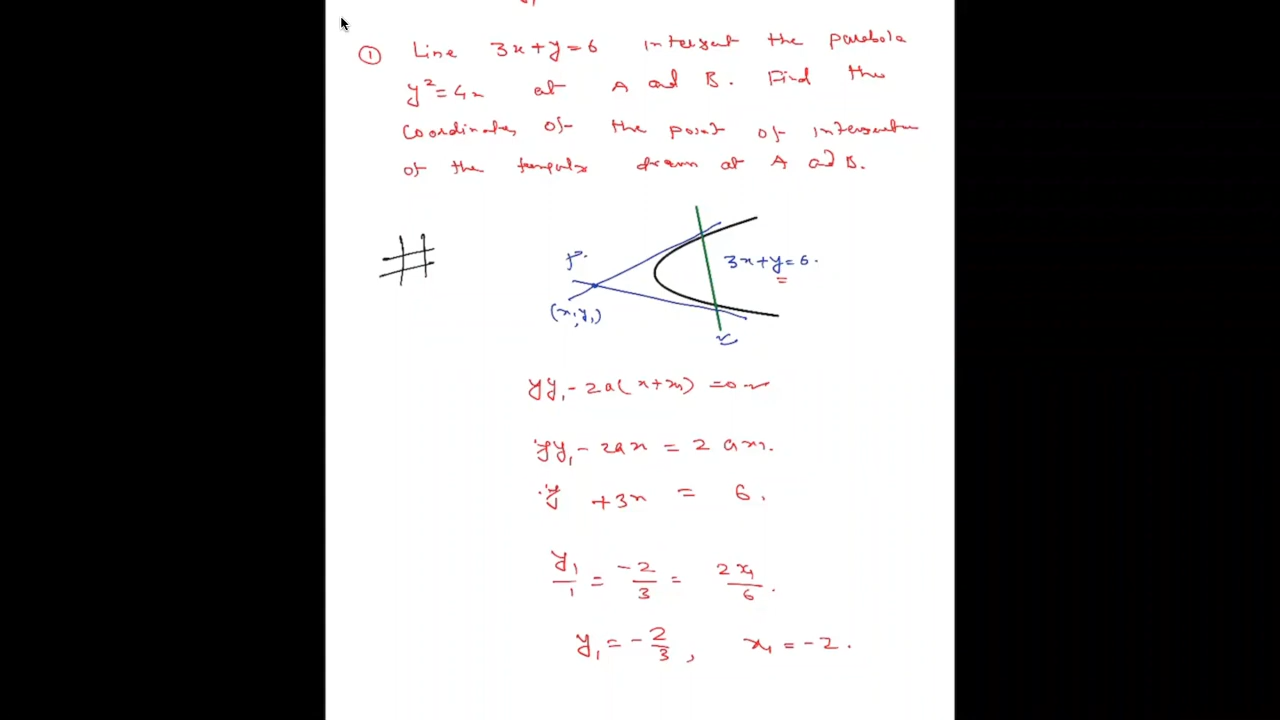 ① Line 3x+y=6 intersect the parabola
y²=4x at A and B. Find the
Coordinates of the point of intersection
of the tangents drawn at A and B.
P.
3x+y=6.
(x₁,y₁)
yy₁-2a(x+x₁) =0
yy₁-2ax = 2ax₁.
y +3x = 6.
y₁/1 = -2/3 = 2x₁/6.
y₁=-2/3, x₁=-2.